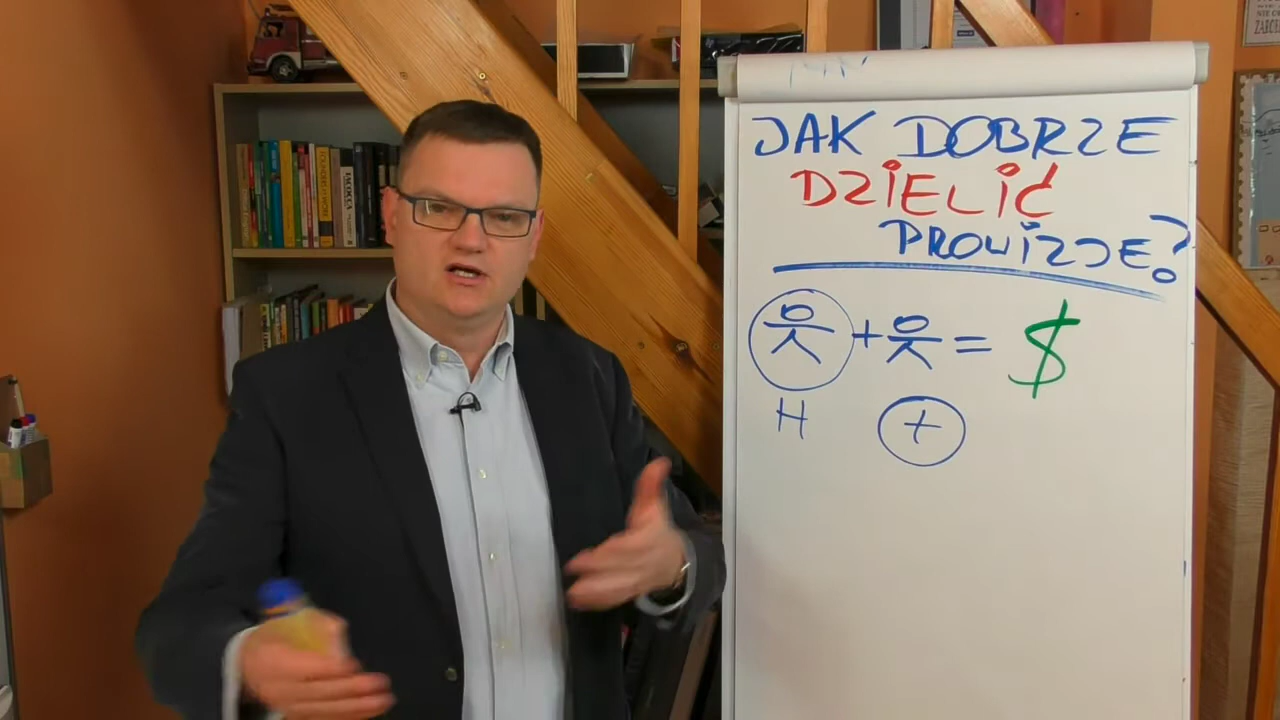 JAK DOBRZE
DZIELIĆ
PROWIZJE?
+ = $
H +